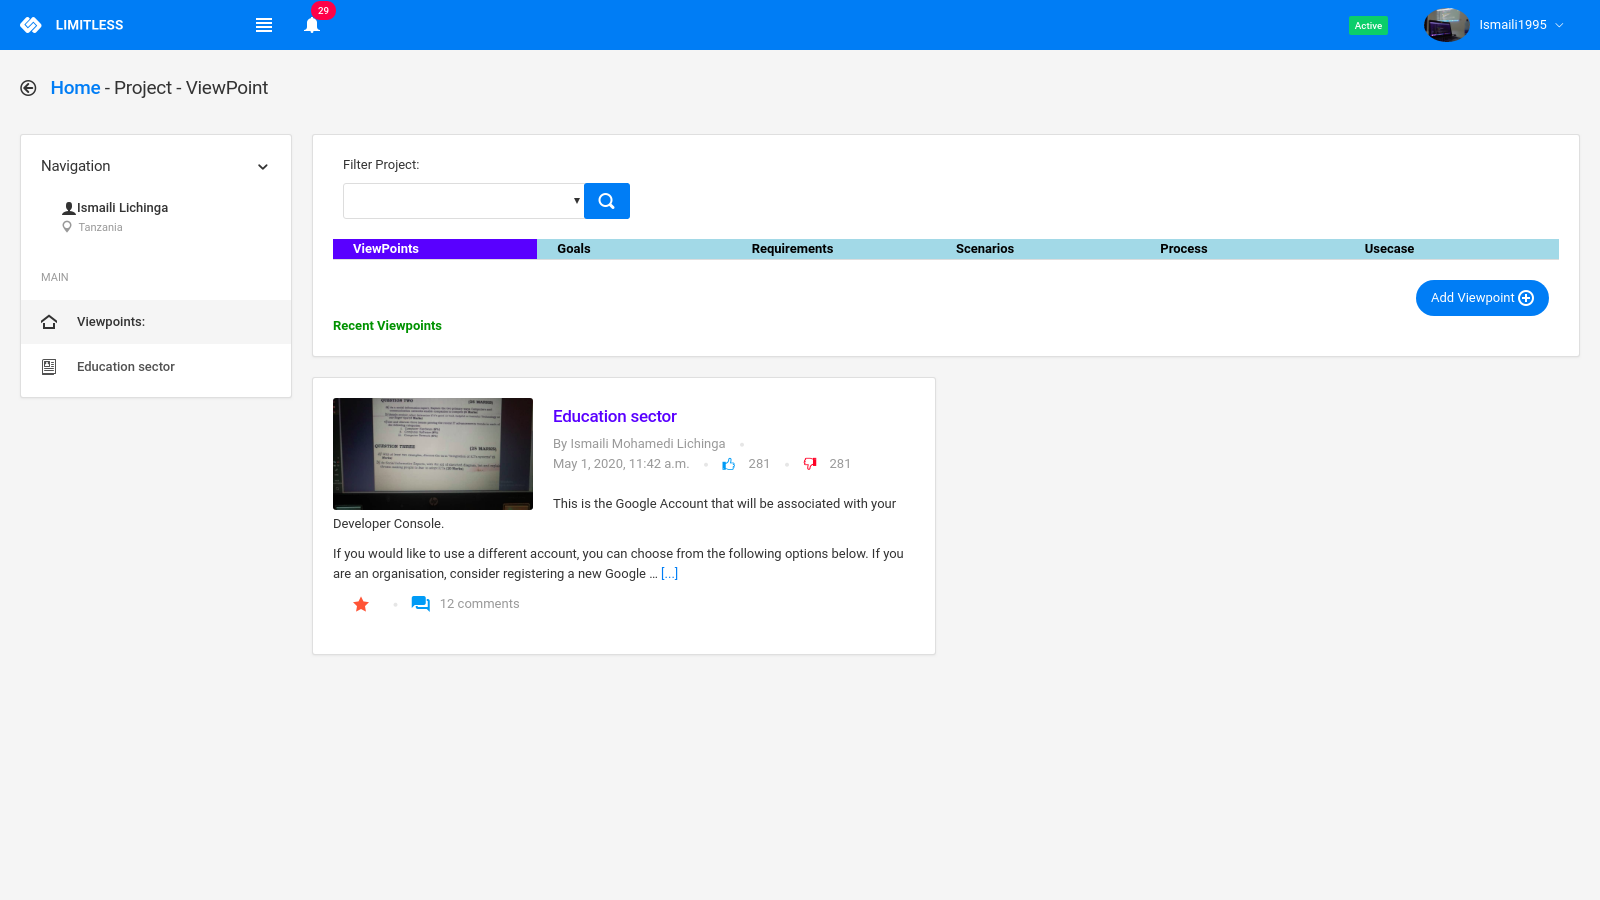 LIMITLESS
29
Active
Ismaili1995
Home - Project - ViewPoint
Navigation
Ismaili Lichinga
Tanzania
MAIN
Viewpoints:
Education sector
Filter Project:
ViewPoints Goals Requirements Scenarios Process Usecase
Add Viewpoint
Recent Viewpoints
QUESTION TWO
QUESTION THREE
Education sector
By Ismaili Mohamedi Lichinga
May 1, 2020, 11:42 a.m. 281 281
This is the Google Account that will be associated with your
Developer Console.
If you would like to use a different account, you can choose from the following options below. If you
are an organisation, consider registering a new Google ... [...]
12 comments